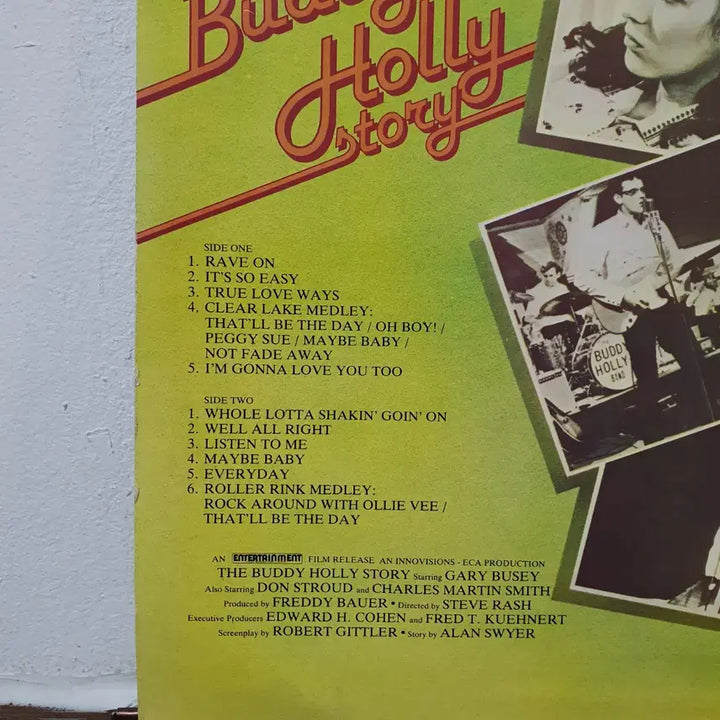 Buddy
Holly
story
SIDE ONE
1. RAVE ON
2. IT'S SO EASY
3. TRUE LOVE WAYS
4. CLEAR LAKE MEDLEY:
THAT'LL BE THE DAY / OH BOY! /
PEGGY SUE / MAYBE BABY /
NOT FADE AWAY
5. I'M GONNA LOVE YOU TOO
SIDE TWO
1. WHOLE LOTTA SHAKIN' GOIN' ON
2. WELL ALL RIGHT
3. LISTEN TO ME
4. MAYBE BABY
5. EVERYDAY
6. ROLLER RINK MEDLEY:
ROCK AROUND WITH OLLIE VEE /
THAT'LL BE THE DAY
AN ENTERTAINMENT FILM RELEASE AN INNOVISIONS - ECA PRODUCTION
THE BUDDY HOLLY STORY Starring GARY BUSEY
Also Starring DON STROUD and CHARLES MARTIN SMITH
Produced by FREDDY BAUER • Directed by STEVE RASH
Executive Producers EDWARD H. COHEN and FRED T. KUEHNERT
Screenplay by ROBERT GITTLER • Story by ALAN SWYER
THE
BUDDY
HOLLY
BAND